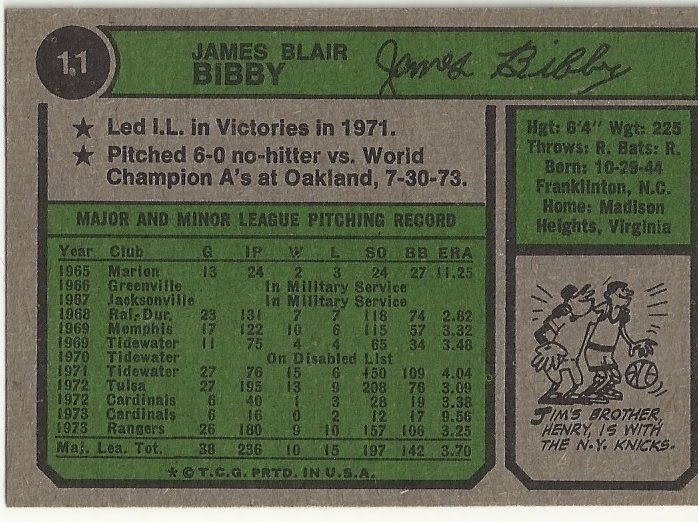 11
JAMES BLAIR
BIBBY
James Bibby
★ Led I.L. in Victories in 1971.
★ Pitched 6-0 no-hitter vs. World
Champion A's at Oakland, 7-30-73.
MAJOR AND MINOR LEAGUE PITCHING RECORD
Year Club G IP W L SO BB ERA
1965 Marion 13 24 2 3 24 27 11.25
1966 Greenville In Military Service
1967 Jacksonville In Military Service
1968 Ral.-Dur. 23 131 7 7 118 74 2.82
1969 Memphis 17 122 10 6 115 57 3.32
1969 Tidewater 11 75 4 4 65 34 3.48
1970 Tidewater On Disabled List
1971 Tidewater 27 76 15 6 150 109 4.04
1972 Tulsa 27 195 13 9 208 76 3.09
1972 Cardinals 6 40 1 3 28 19 3.38
1973 Cardinals 6 16 0 2 12 17 9.56
1973 Rangers 26 180 9 10 157 106 3.25
Maj. Lea. Tot. 38 236 10 15 197 142 3.70
★ © T.C.G. PRTD. IN U.S.A.
Hgt: 6'4" Wgt: 225
Throws: R. Bats: R.
Born: 10-29-44
Franklinton, N.C.
Home: Madison
Heights, Virginia
JIM'S BROTHER,
HENRY, IS WITH
THE N.Y. KNICKS.